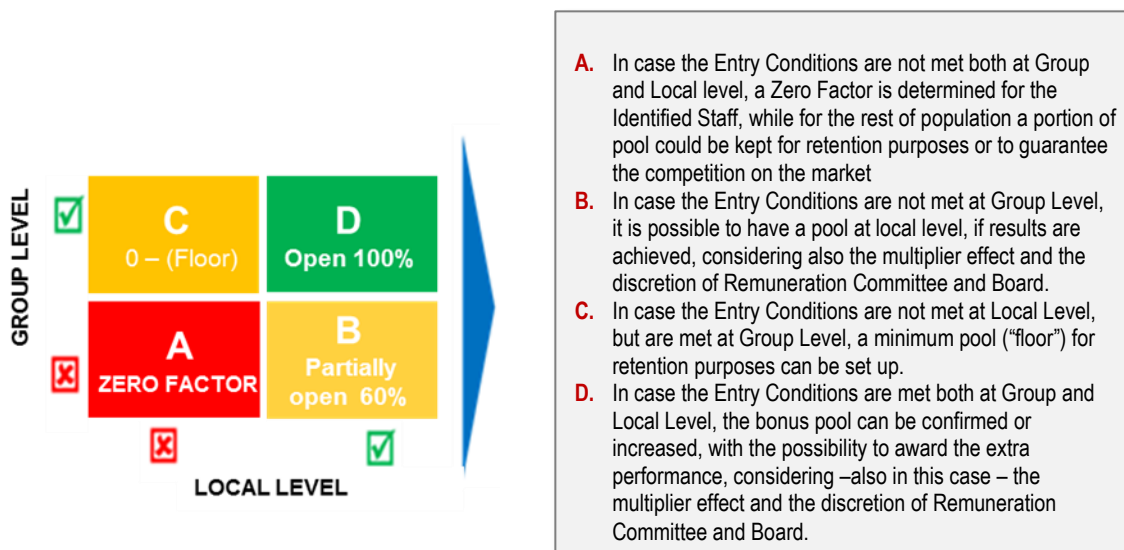 GROUP LEVEL
C
0 – (Floor)
D
Open 100%
A
ZERO FACTOR
B
Partially
open 60%
LOCAL LEVEL
A. In case the Entry Conditions are not met both at Group
and Local level, a Zero Factor is determined for the
Identified Staff, while for the rest of population a portion of
pool could be kept for retention purposes or to guarantee
the competition on the market
B. In case the Entry Conditions are not met at Group Level,
it is possible to have a pool at local level, if results are
achieved, considering also the multiplier effect and the
discretion of Remuneration Committee and Board.
C. In case the Entry Conditions are not met at Local Level,
but are met at Group Level, a minimum pool (“floor”) for
retention purposes can be set up.
D. In case the Entry Conditions are met both at Group and
Local Level, the bonus pool can be confirmed or
increased, with the possibility to award the extra
performance, considering –also in this case – the
multiplier effect and the discretion of Remuneration
Committee and Board.